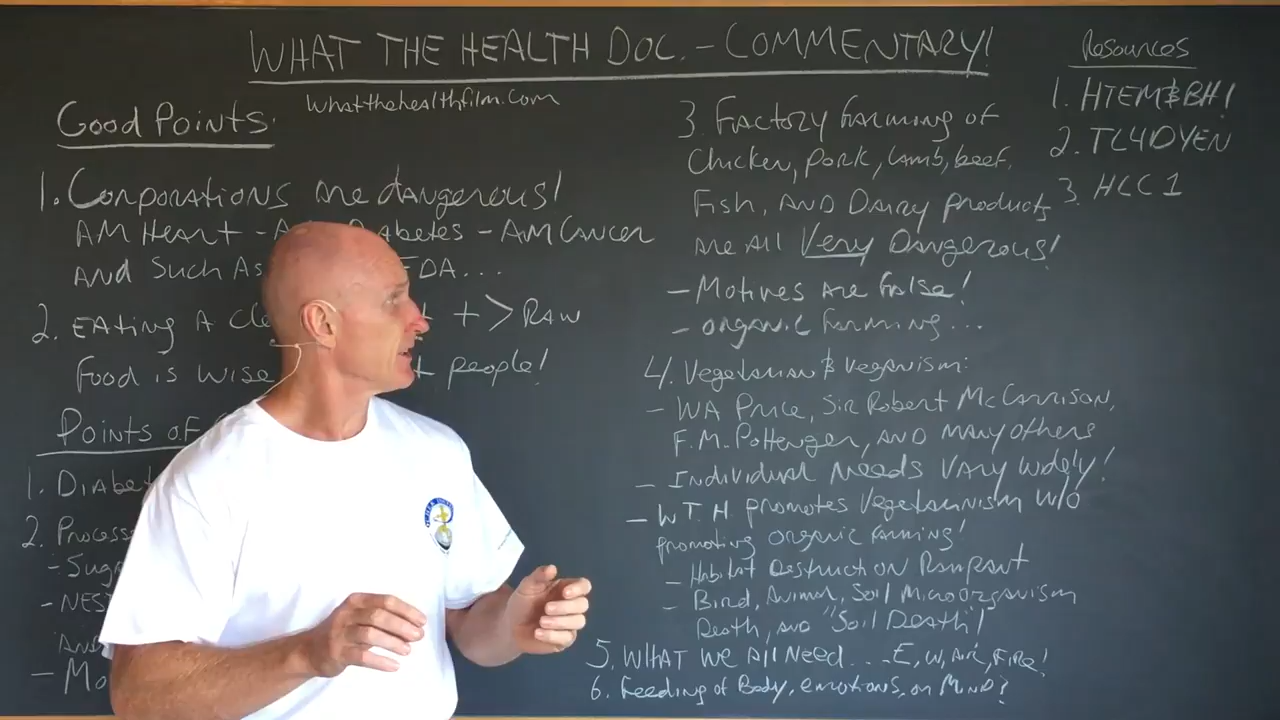 WHAT THE HEALTH DOC. - COMMENTARY!
whatthehealthfilm.com
Good Points:
1. Corporations are dangerous!
AM Heart - Diabetes - AM Cancer
And Such As FDA...
2. Eating A + > RAW
Food is wise people!
Points of
1.
2.
-
-
And
-
3. Factory farming of
Chicken, pork, lamb, beef,
Fish, AND Dairy products
are All Very Dangerous!
- Motives are false!
- organic farming...
4. Vegetarian & Veganism:
- WA Price, Sir Robert McCarrison,
F.M. Pottenger, AND MANY others
- Individual Needs Vary widely!
- W.T.H. promotes Vegetarianism w/o
promoting organic farming!
- Habitat Destruction Rampant
- Bird, Animal, Soil Microorganism
Death, AND "Soil Death"!
5. WHAT WE All Need ... E, W, Air, Fire!
6. Feeding of Body, emotions, or Mind?
Resources
1. HTEM&BH!
2. TL4DYEN
3. HCC 1